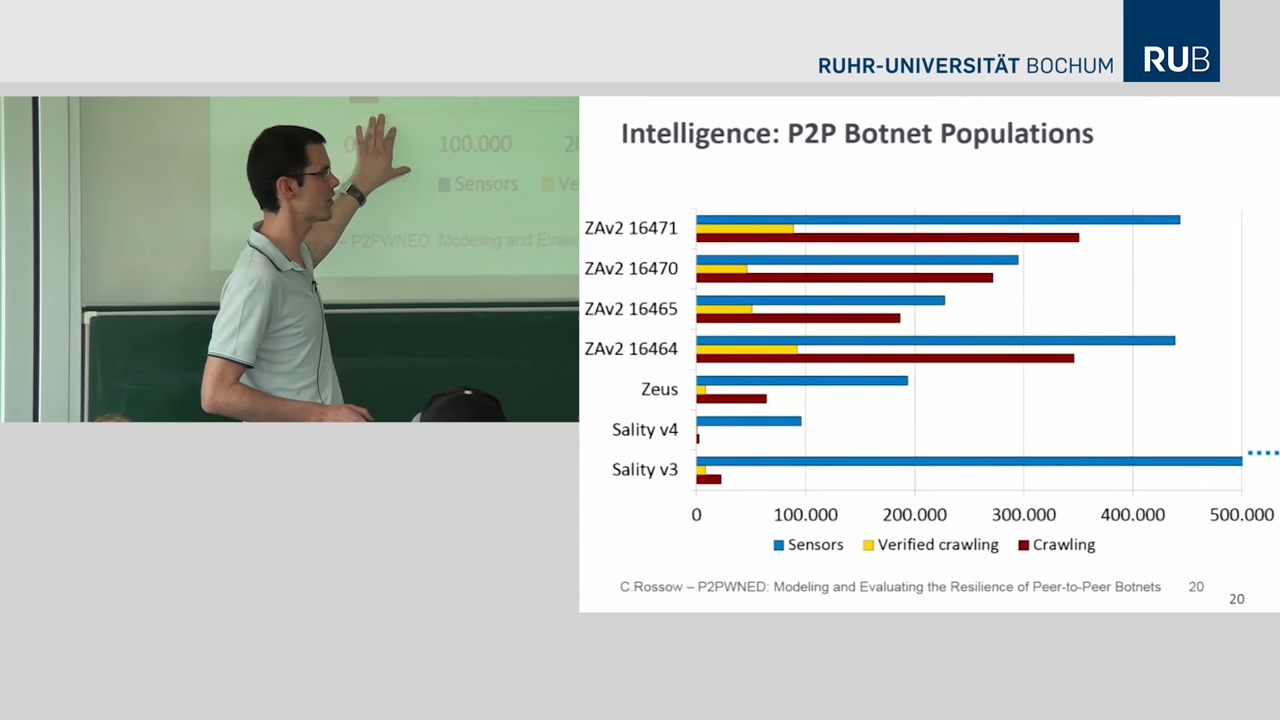 RUHR-UNIVERSITÄT BOCHUM
RUB
100.000
Sensors
– P2PWNED: Modeling and
Intelligence: P2P Botnet Populations
ZAv2 16471
ZAv2 16470
ZAv2 16465
ZAv2 16464
Zeus
Sality v4
Sality v3
0 100.000 200.000 300.000 400.000 500.000
Sensors Verified crawling Crawling
C.Rossow – P2PWNED: Modeling and Evaluating the Resilience of Peer-to-Peer Botnets 20
20